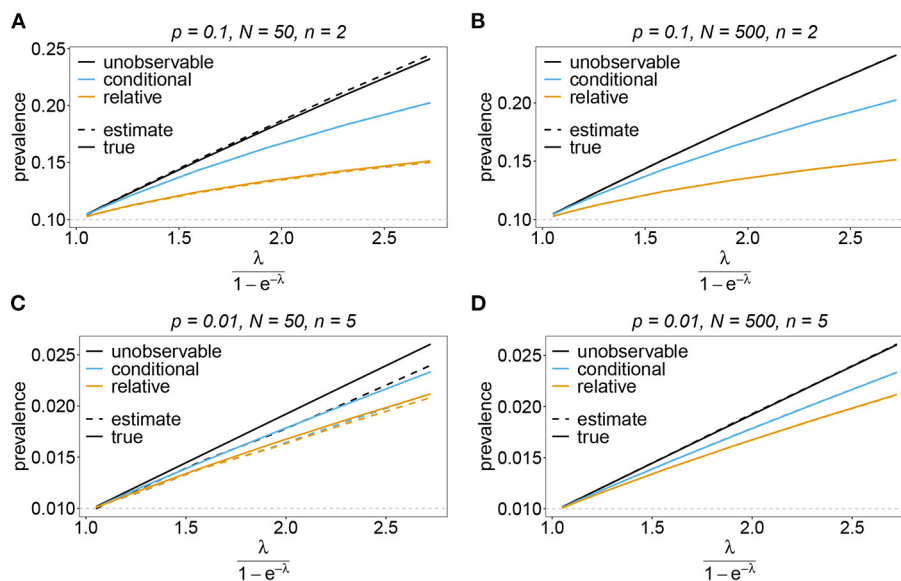 A
p = 0.1, N = 50, n = 2
prevalence
0.25
0.20
0.15
0.10
unobservable
conditional
relative
estimate
true
1.0 1.5 2.0 2.5
λ
1 − e−λ
B
p = 0.1, N = 500, n = 2
prevalence
0.20
0.15
0.10
unobservable
conditional
relative
estimate
true
1.0 1.5 2.0 2.5
λ
1 − e−λ
C
p = 0.01, N = 50, n = 5
prevalence
0.025
0.020
0.015
0.010
unobservable
conditional
relative
estimate
true
1.0 1.5 2.0 2.5
λ
1 − e−λ
D
p = 0.01, N = 500, n = 5
prevalence
0.025
0.020
0.015
0.010
unobservable
conditional
relative
estimate
true
1.0 1.5 2.0 2.5
λ
1 − e−λ